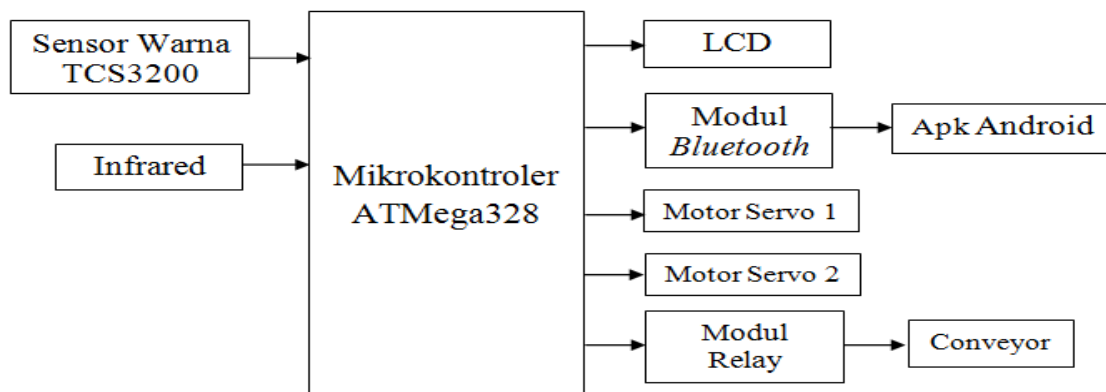 Sensor Warna
TCS3200
Infrared
Mikrokontroler
ATMega328
LCD
Modul
Bluetooth
Apk Android
Motor Servo 1
Motor Servo 2
Modul
Relay
Conveyor